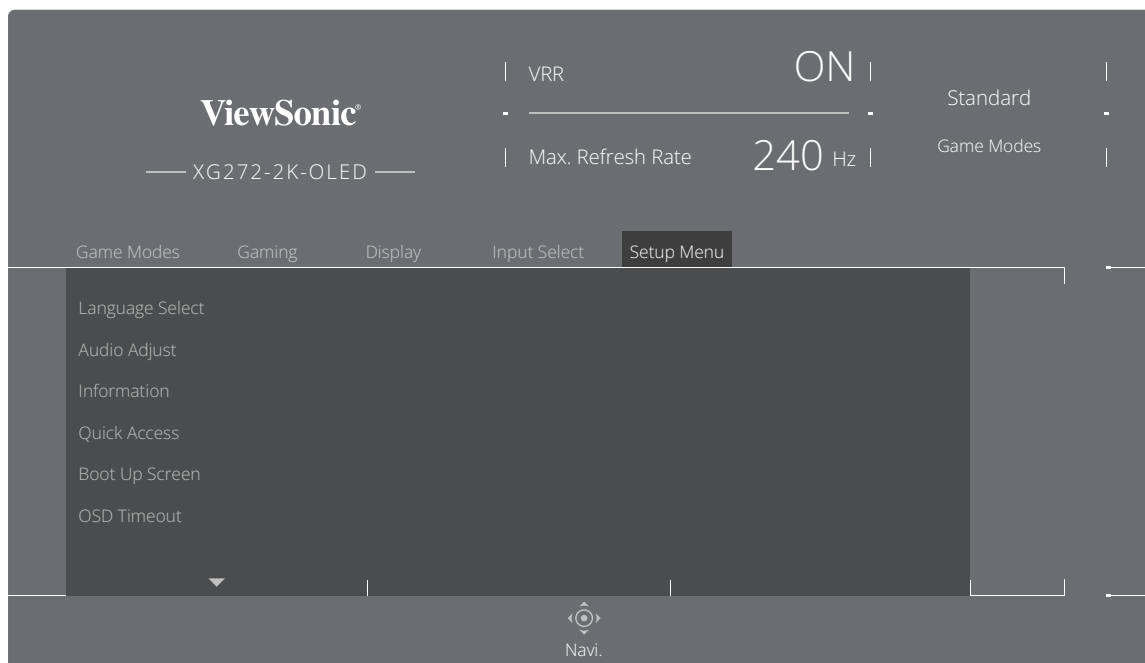 ViewSonic®
XG272-2K-OLED
VRR ON
Max. Refresh Rate 240 Hz
Standard
Game Modes
Game Modes Gaming Display Input Select Setup Menu
Language Select
Audio Adjust
Information
Quick Access
Boot Up Screen
OSD Timeout
Navi.